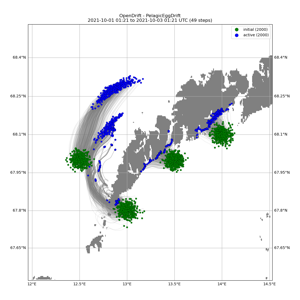 OpenDrift - PelagicEggDrift
2021-10-01 01:21 to 2021-10-03 01:21 UTC (49 steps)
initial (2000)
active (2000)
68.4°N 68.4°N
68.25°N 68.25°N
68.1°N 68.1°N
67.95°N 67.95°N
67.8°N 67.8°N
67.65°N 67.65°N
12°E 12.5°E 13°E 13.5°E 14°E 14.5°E